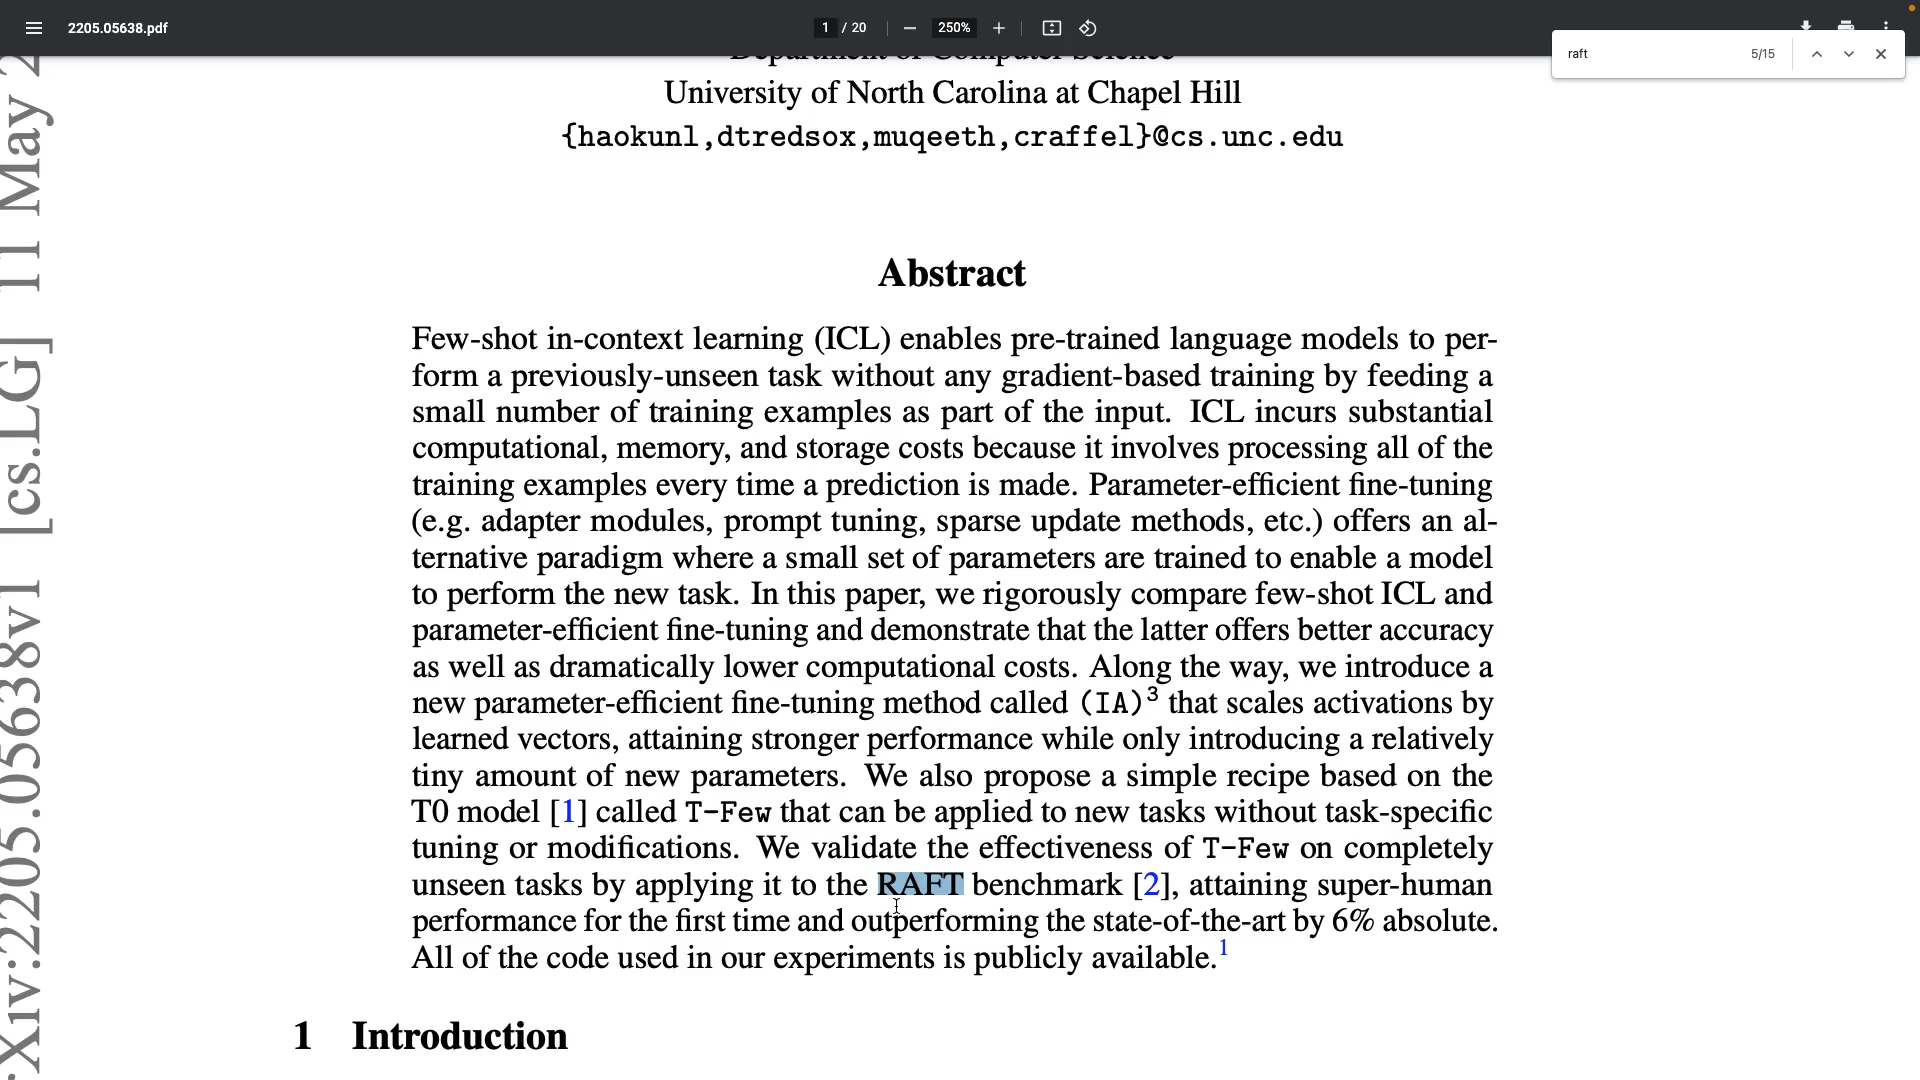 2205.05638.pdf
1 / 20
250%
raft
5/15
Department of Computer Science
University of North Carolina at Chapel Hill
{haokunl,dtredsox,muqeeth,craffel}@cs.unc.edu
Abstract
Few-shot in-context learning (ICL) enables pre-trained language models to per-
form a previously-unseen task without any gradient-based training by feeding a
small number of training examples as part of the input. ICL incurs substantial
computational, memory, and storage costs because it involves processing all of the
training examples every time a prediction is made. Parameter-efficient fine-tuning
(e.g. adapter modules, prompt tuning, sparse update methods, etc.) offers an al-
ternative paradigm where a small set of parameters are trained to enable a model
to perform the new task. In this paper, we rigorously compare few-shot ICL and
parameter-efficient fine-tuning and demonstrate that the latter offers better accuracy
as well as dramatically lower computational costs. Along the way, we introduce a
new parameter-efficient fine-tuning method called (IA)³ that scales activations by
learned vectors, attaining stronger performance while only introducing a relatively
tiny amount of new parameters. We also propose a simple recipe based on the
T0 model [1] called T-Few that can be applied to new tasks without task-specific
tuning or modifications. We validate the effectiveness of T-Few on completely
unseen tasks by applying it to the RAFT benchmark [2], attaining super-human
performance for the first time and outperforming the state-of-the-art by 6% absolute.
All of the code used in our experiments is publicly available.¹
1 Introduction
Xiv:2205.05638v1 [cs.LG] 11 May 2